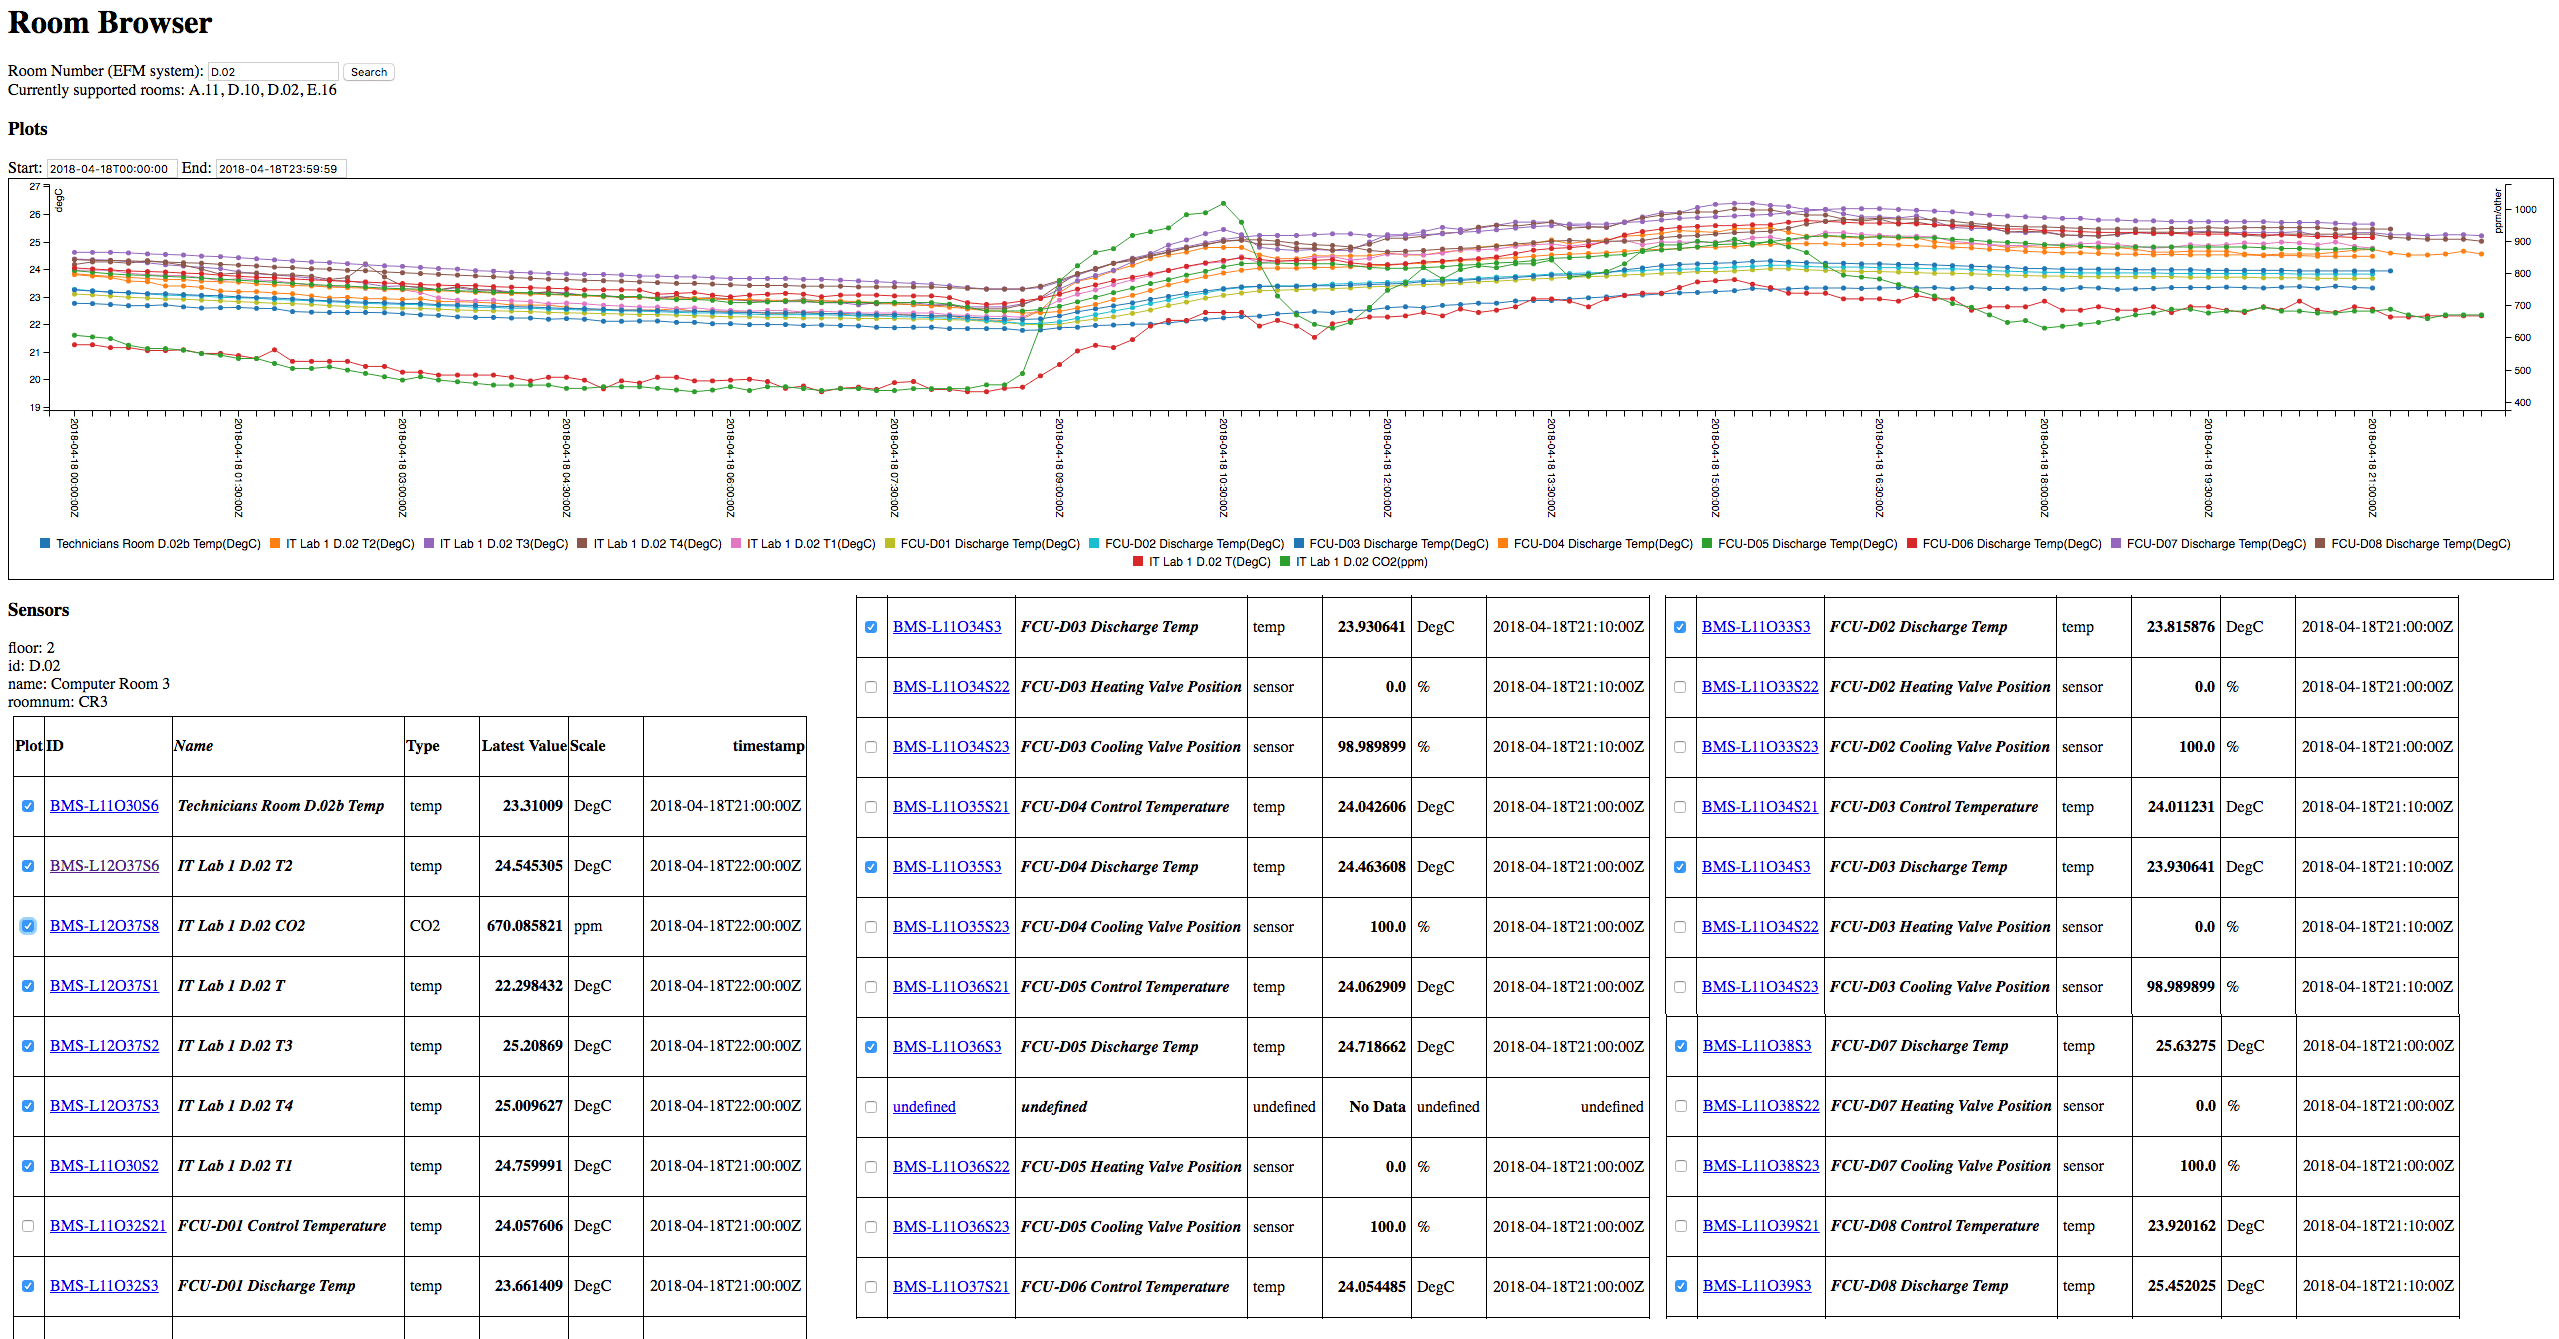 Room Browser
Room Number (EFM system): D.02 Search
Currently supported rooms: A.11, D.10, D.02, E.16
Plots
Start: 2018-04-18T00:00:00 End: 2018-04-18T23:59:59
degC
27
26
25
24
23
22
21
20
19
ppm/other
1000
900
800
700
600
500
400
2018-04-18 00:00:00Z
2018-04-18 01:30:00Z
2018-04-18 03:00:00Z
2018-04-18 04:30:00Z
2018-04-18 06:00:00Z
2018-04-18 07:30:00Z
2018-04-18 09:00:00Z
2018-04-18 10:30:00Z
2018-04-18 12:00:00Z
2018-04-18 13:30:00Z
2018-04-18 15:00:00Z
2018-04-18 16:30:00Z
2018-04-18 18:00:00Z
2018-04-18 19:30:00Z
2018-04-18 21:00:00Z
Technicians Room D.02b Temp(DegC) IT Lab 1 D.02 T2(DegC) IT Lab 1 D.02 T3(DegC) IT Lab 1 D.02 T4(DegC) IT Lab 1 D.02 T1(DegC) FCU-D01 Discharge Temp(DegC) FCU-D02 Discharge Temp(DegC) FCU-D03 Discharge Temp(DegC) FCU-D04 Discharge Temp(DegC) FCU-D05 Discharge Temp(DegC) FCU-D06 Discharge Temp(DegC) FCU-D07 Discharge Temp(DegC) FCU-D08 Discharge Temp(DegC)
IT Lab 1 D.02 T(DegC) IT Lab 1 D.02 CO2(ppm)
Sensors
floor: 2
id: D.02
name: Computer Room 3
roomnum: CR3
Plot ID Name Type Latest Value Scale timestamp
BMS-L11O30S6 Technicians Room D.02b Temp temp 23.31009 DegC 2018-04-18T21:00:00Z
BMS-L12O37S6 IT Lab 1 D.02 T2 temp 24.545305 DegC 2018-04-18T22:00:00Z
BMS-L12O37S8 IT Lab 1 D.02 CO2 CO2 670.085821 ppm 2018-04-18T22:00:00Z
BMS-L12O37S1 IT Lab 1 D.02 T temp 22.298432 DegC 2018-04-18T22:00:00Z
BMS-L12O37S2 IT Lab 1 D.02 T3 temp 25.20869 DegC 2018-04-18T22:00:00Z
BMS-L12O37S3 IT Lab 1 D.02 T4 temp 25.009627 DegC 2018-04-18T22:00:00Z
BMS-L11O30S2 IT Lab 1 D.02 T1 temp 24.759991 DegC 2018-04-18T21:00:00Z
BMS-L11O32S21 FCU-D01 Control Temperature temp 24.057606 DegC 2018-04-18T21:00:00Z
BMS-L11O32S3 FCU-D01 Discharge Temp temp 23.661409 DegC 2018-04-18T21:00:00Z
BMS-L11O34S3 FCU-D03 Discharge Temp temp 23.930641 DegC 2018-04-18T21:10:00Z
BMS-L11O34S22 FCU-D03 Heating Valve Position sensor 0.0 % 2018-04-18T21:10:00Z
BMS-L11O34S23 FCU-D03 Cooling Valve Position sensor 98.989899 % 2018-04-18T21:10:00Z
BMS-L11O35S21 FCU-D04 Control Temperature temp 24.042606 DegC 2018-04-18T21:00:00Z
BMS-L11O35S3 FCU-D04 Discharge Temp temp 24.463608 DegC 2018-04-18T21:00:00Z
BMS-L11O35S23 FCU-D04 Cooling Valve Position sensor 100.0 % 2018-04-18T21:00:00Z
BMS-L11O36S21 FCU-D05 Control Temperature temp 24.062909 DegC 2018-04-18T21:00:00Z
BMS-L11O36S3 FCU-D05 Discharge Temp temp 24.718662 DegC 2018-04-18T21:00:00Z
undefined undefined undefined No Data undefined undefined
BMS-L11O36S22 FCU-D05 Heating Valve Position sensor 0.0 % 2018-04-18T21:00:00Z
BMS-L11O36S23 FCU-D05 Cooling Valve Position sensor 100.0 % 2018-04-18T21:00:00Z
BMS-L11O37S21 FCU-D06 Control Temperature temp 24.054485 DegC 2018-04-18T21:00:00Z
BMS-L11O33S3 FCU-D02 Discharge Temp temp 23.815876 DegC 2018-04-18T21:00:00Z
BMS-L11O33S22 FCU-D02 Heating Valve Position sensor 0.0 % 2018-04-18T21:00:00Z
BMS-L11O33S23 FCU-D02 Cooling Valve Position sensor 100.0 % 2018-04-18T21:00:00Z
BMS-L11O34S21 FCU-D03 Control Temperature temp 24.011231 DegC 2018-04-18T21:10:00Z
BMS-L11O34S3 FCU-D03 Discharge Temp temp 23.930641 DegC 2018-04-18T21:10:00Z
BMS-L11O34S22 FCU-D03 Heating Valve Position sensor 0.0 % 2018-04-18T21:10:00Z
BMS-L11O34S23 FCU-D03 Cooling Valve Position sensor 98.989899 % 2018-04-18T21:10:00Z
BMS-L11O38S3 FCU-D07 Discharge Temp temp 25.63275 DegC 2018-04-18T21:00:00Z
BMS-L11O38S22 FCU-D07 Heating Valve Position sensor 0.0 % 2018-04-18T21:00:00Z
BMS-L11O38S23 FCU-D07 Cooling Valve Position sensor 100.0 % 2018-04-18T21:00:00Z
BMS-L11O39S21 FCU-D08 Control Temperature temp 23.920162 DegC 2018-04-18T21:10:00Z
BMS-L11O39S3 FCU-D08 Discharge Temp temp 25.452025 DegC 2018-04-18T21:10:00Z